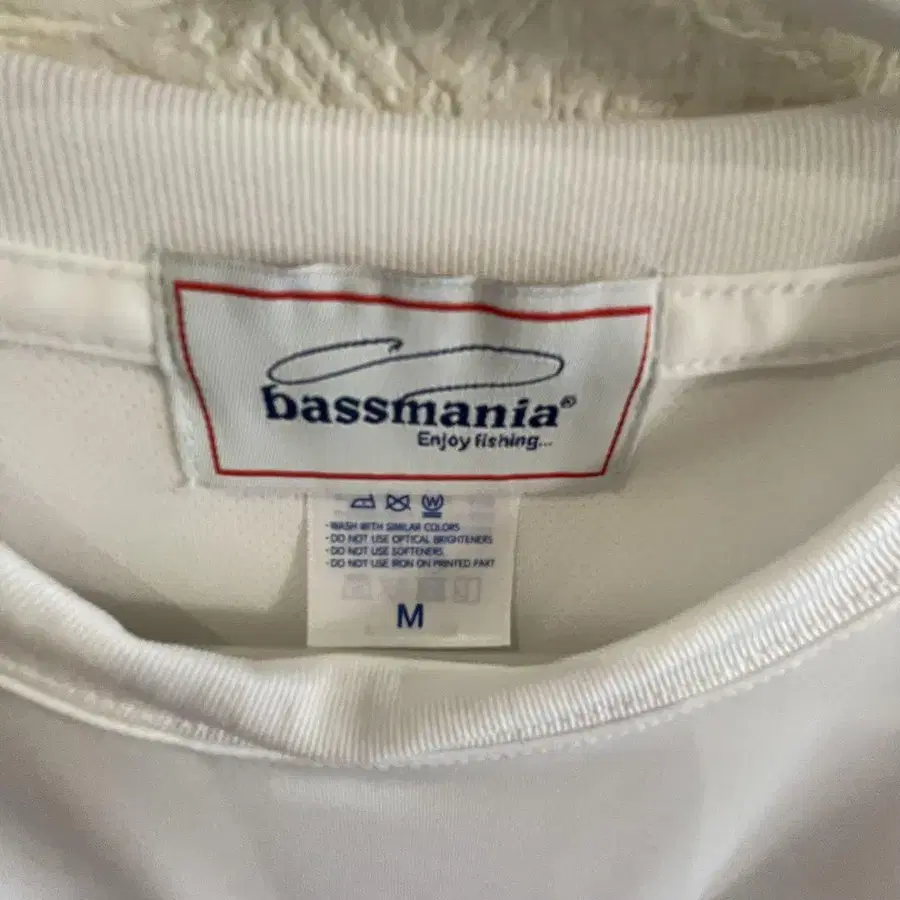 bassmania®
Enjoy fishing...
W
・WASH WITH SIMILAR COLORS
・DO NOT USE OPTICAL BRIGHTENERS
・DO NOT USE SOFTENERS
・DO NOT USE IRON ON PRINTED PART
M